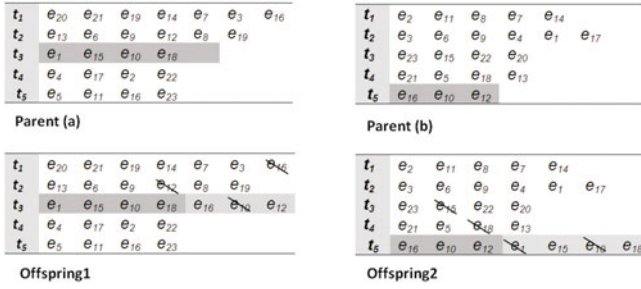 t1 e20 e21 e19 e14 e7 e3 e16
t2 e13 e6 e9 e12 e8 e19
t3 e1 e15 e10 e18
t4 e4 e17 e2 e22
t5 e5 e11 e16 e23
Parent (a)
t1 e2 e11 e8 e7 e14
t2 e3 e6 e9 e4 e1 e17
t3 e23 e15 e22 e20
t4 e21 e5 e18 e13
t5 e16 e10 e12
Parent (b)
t1 e20 e21 e19 e14 e7 e3 e16
t2 e13 e6 e9 e12 e8 e19
t3 e1 e15 e10 e18 e16 e10 e12
t4 e4 e17 e2 e22
t5 e5 e11 e16 e23
Offspring1
t1 e2 e11 e8 e7 e14
t2 e3 e6 e9 e4 e1 e17
t3 e23 e15 e22 e20
t4 e21 e5 e18 e13
t5 e16 e10 e12 e1 e15 e10 e18
Offspring2